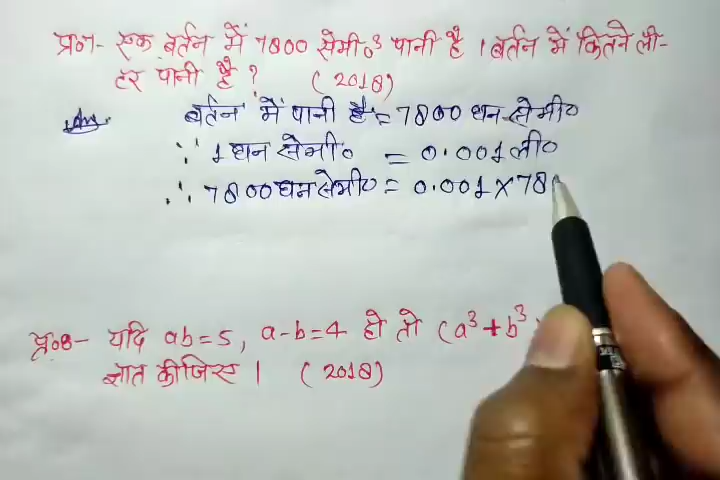 प्र०7- एक बर्तन में 7800 सेमी०³ पानी है । बर्तन में कितने ली-
टर पानी है ? (2018)
Ans बर्तन में पानी है = 7800 घन सेमी०
∵ 1 घन सेमी० = 0.001 ली०
∴ 7800 घन सेमी० = 0.001 × 78
प्र०8- यदि ab=5, a-b=4 हो तो (a³+b³
ज्ञात कीजिए । (2018)